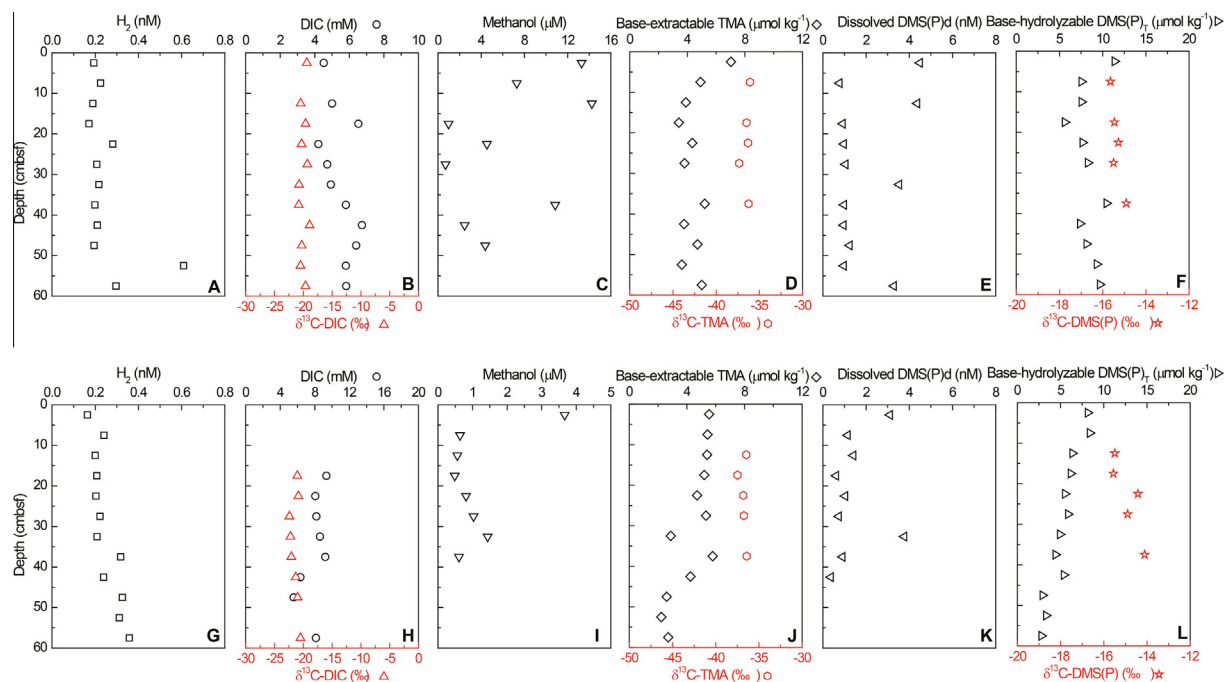 H2 (nM) DIC (mM) Methanol (µM) Base-extractable TMA (µmol kg-1) Dissolved DMS(P)d (nM) Base-hydrolyzable DMS(P)T (µmol kg-1)
0.0 0.2 0.4 0.6 0.8 0 2 4 6 8 10 0 4 8 12 16 0 3 6 9 12 0 2 4 6 8 0 5 10 15 20
0
10
20
30
40
50
60
Depth (cmbsf)
A B C D E F
-30 -25 -20 -15 -10 -5 0 -50 -45 -40 -35 -30 -20 -18 -16 -14 -12
δ13C-DIC (‰) δ13C-TMA (‰) δ13C-DMS(P) (‰)
H2 (nM) DIC (mM) Methanol (µM) Base-extractable TMA (µmol kg-1) Dissolved DMS(P)d (nM) Base-hydrolyzable DMS(P)T (µmol kg-1)
0.0 0.2 0.4 0.6 0.8 0 4 8 12 16 20 0 1 2 3 4 5 0 2 4 6 8 10 12 0 2 4 6 8 0 5 10 15 20
0
10
20
30
40
50
60
Depth (cmbsf)
G H I J K L
-30 -25 -20 -15 -10 -5 0 -50 -45 -40 -35 -30 -20 -18 -16 -14 -12
δ13C-DIC (‰) δ13C-TMA (‰) δ13C-DMS(P) (‰)